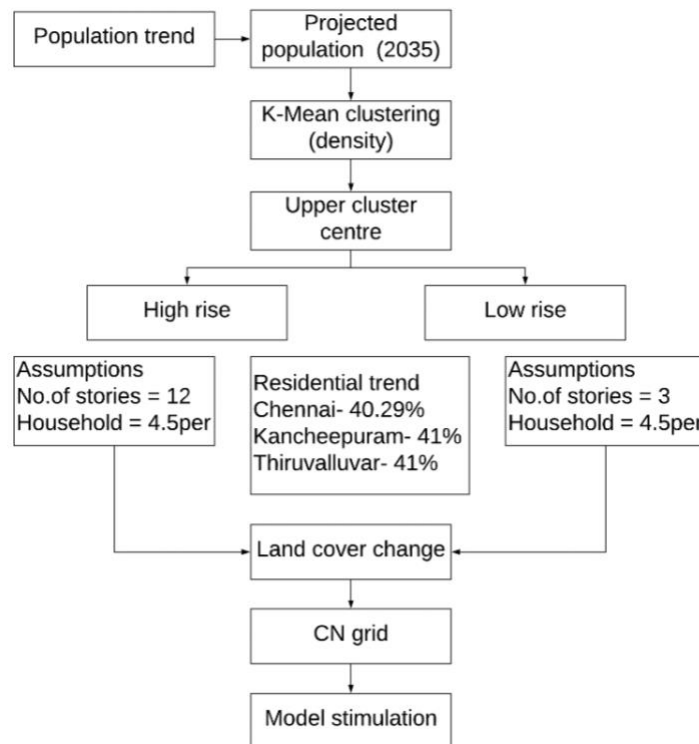 Population trend
Projected
population (2035)
K-Mean clustering
(density)
Upper cluster
centre
High rise
Low rise
Assumptions
No.of stories = 12
Household = 4.5per
Residential trend
Chennai- 40.29%
Kancheepuram- 41%
Thiruvalluvar- 41%
Assumptions
No.of stories = 3
Household = 4.5per
Land cover change
CN grid
Model stimulation